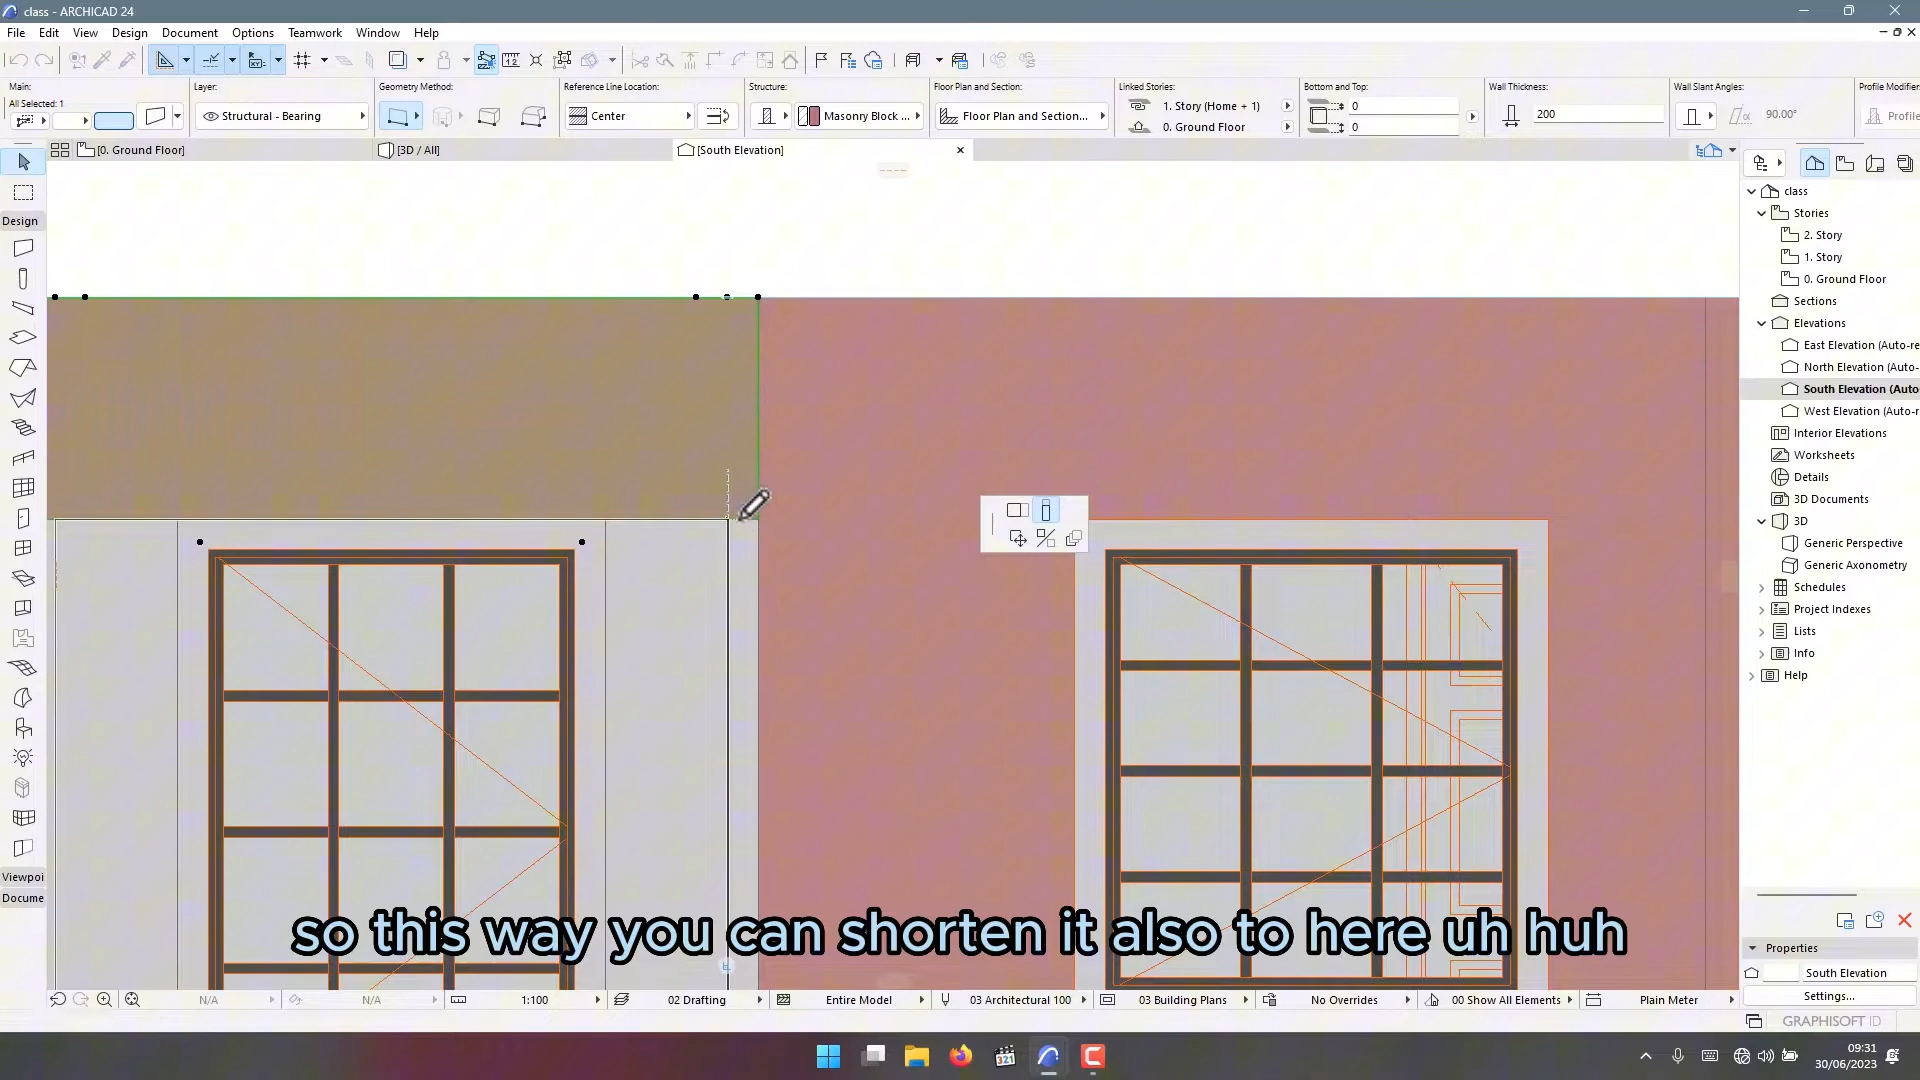 class - ARCHICAD 24
File Edit View Design Document Options Teamwork Window Help
Main: Layer: Geometry Method: Reference Line Location: Structure: Floor Plan and Section: Linked Stories: Bottom and Top: Wall Thickness: Wall Slant Angles: Profile Modifier
All Selected: 1
Structural - Bearing Center Masonry Block ... Floor Plan and Section... 1. Story (Home + 1) 0 200 90.00° Profile
0. Ground Floor 0
[0. Ground Floor] [3D / All] [South Elevation]
Design
Viewpoi
Docume
class
Stories
2. Story
1. Story
0. Ground Floor
Sections
Elevations
East Elevation (Auto-re
North Elevation (Auto-
South Elevation (Auto
West Elevation (Auto-r
Interior Elevations
Worksheets
Details
3D Documents
3D
Generic Perspective
Generic Axonometry
Schedules
Project Indexes
Lists
Info
Help
so this way you can shorten it also to here uh huh
Properties
South Elevation
Settings...
N/A N/A 1:100 02 Drafting Entire Model 03 Architectural 100 03 Building Plans No Overrides 00 Show All Elements Plain Meter
GRAPHISOFT ID
321
09:31
30/06/2023